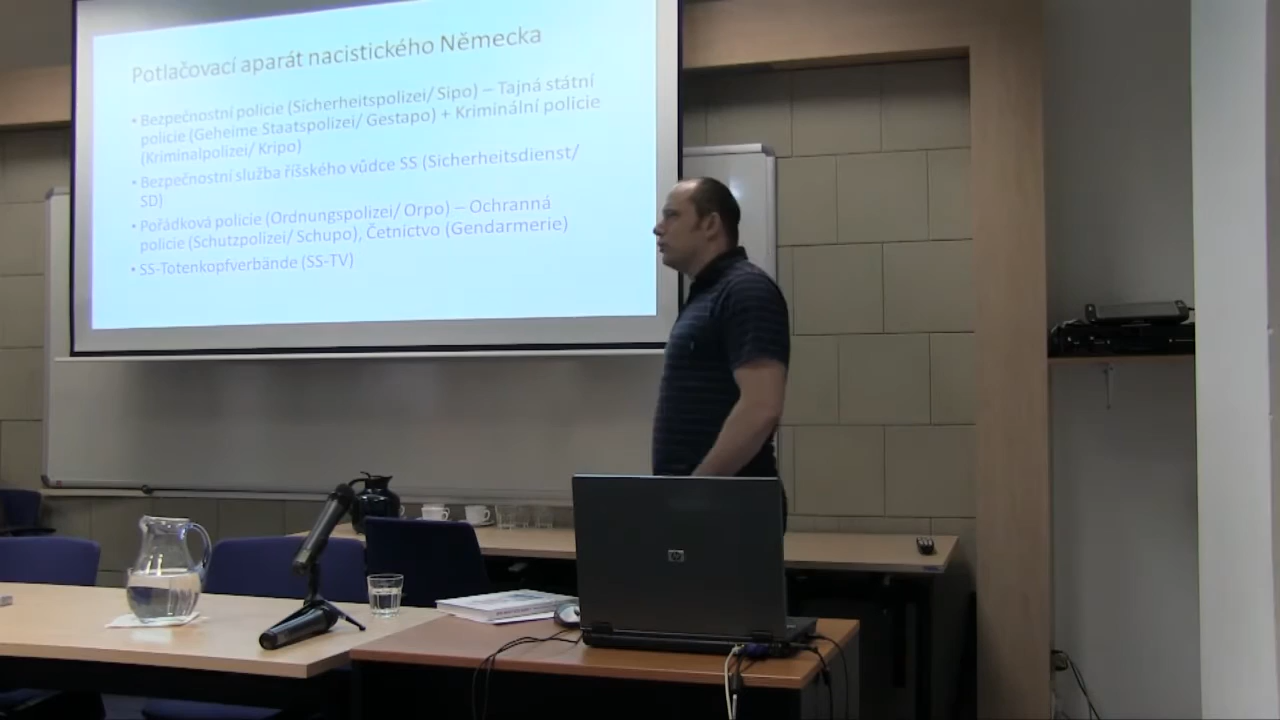 Potlačovací aparát nacistického Německa
• Bezpečnostní policie (Sicherheitspolizei/ Sipo) – Tajná státní
policie (Geheime Staatspolizei/ Gestapo) + Kriminální policie
(Kriminalpolizei/ Kripo)
• Bezpečnostní služba říšského vůdce SS (Sicherheitsdienst/
SD)
• Pořádková policie (Ordnungspolizei/ Orpo) – Ochranná
policie (Schutzpolizei/ Schupo), Četnictvo (Gendarmerie)
• SS-Totenkopfverbände (SS-TV)
hp